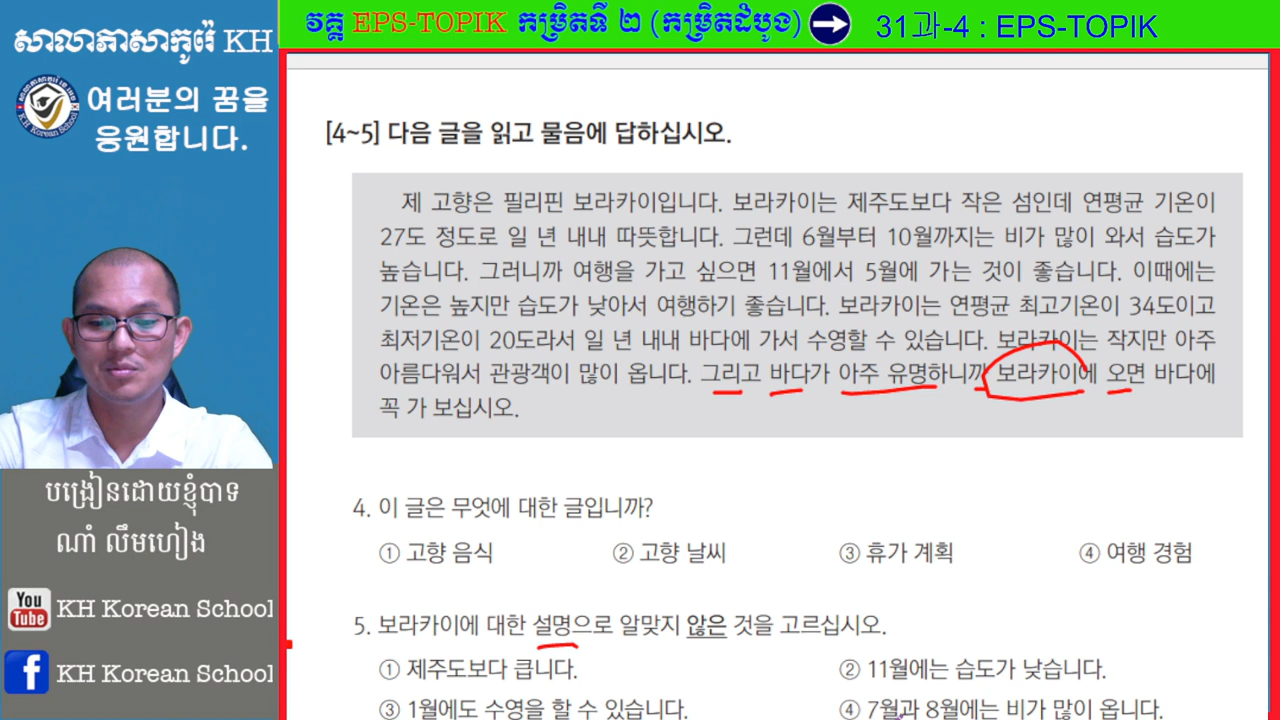 សាលាភាសាកូរ៉េ KH
여러분의 꿈을
응원합니다.
វគ្គ EPS-TOPIK កម្រិតទី ២ (កម្រិតដំបូង)
31과-4 : EPS-TOPIK
[4~5] 다음 글을 읽고 물음에 답하십시오.
제 고향은 필리핀 보라카이입니다. 보라카이는 제주도보다 작은 섬인데 연평균 기온이
27도 정도로 일 년 내내 따뜻합니다. 그런데 6월부터 10월까지는 비가 많이 와서 습도가
높습니다. 그러니까 여행을 가고 싶으면 11월에서 5월에 가는 것이 좋습니다. 이때에는
기온은 높지만 습도가 낮아서 여행하기 좋습니다. 보라카이는 연평균 최고기온이 34도이고
최저기온이 20도라서 일 년 내내 바다에 가서 수영할 수 있습니다. 보라카이는 작지만 아주
아름다워서 관광객이 많이 옵니다. 그리고 바다가 아주 유명하니까 보라카이에 오면 바다에
꼭 가 보십시오.
4. 이 글은 무엇에 대한 글입니까?
① 고향 음식 ② 고향 날씨 ③ 휴가 계획 ④ 여행 경험
5. 보라카이에 대한 설명으로 알맞지 않은 것을 고르십시오.
① 제주도보다 큽니다. ② 11월에는 습도가 낮습니다.
③ 1월에도 수영을 할 수 있습니다. ④ 7월과 8월에는 비가 많이 옵니다.
បង្រៀនដោយខ្ញុំបាទ
ណាំ លឹមហៀង
You Tube KH Korean School
f KH Korean School